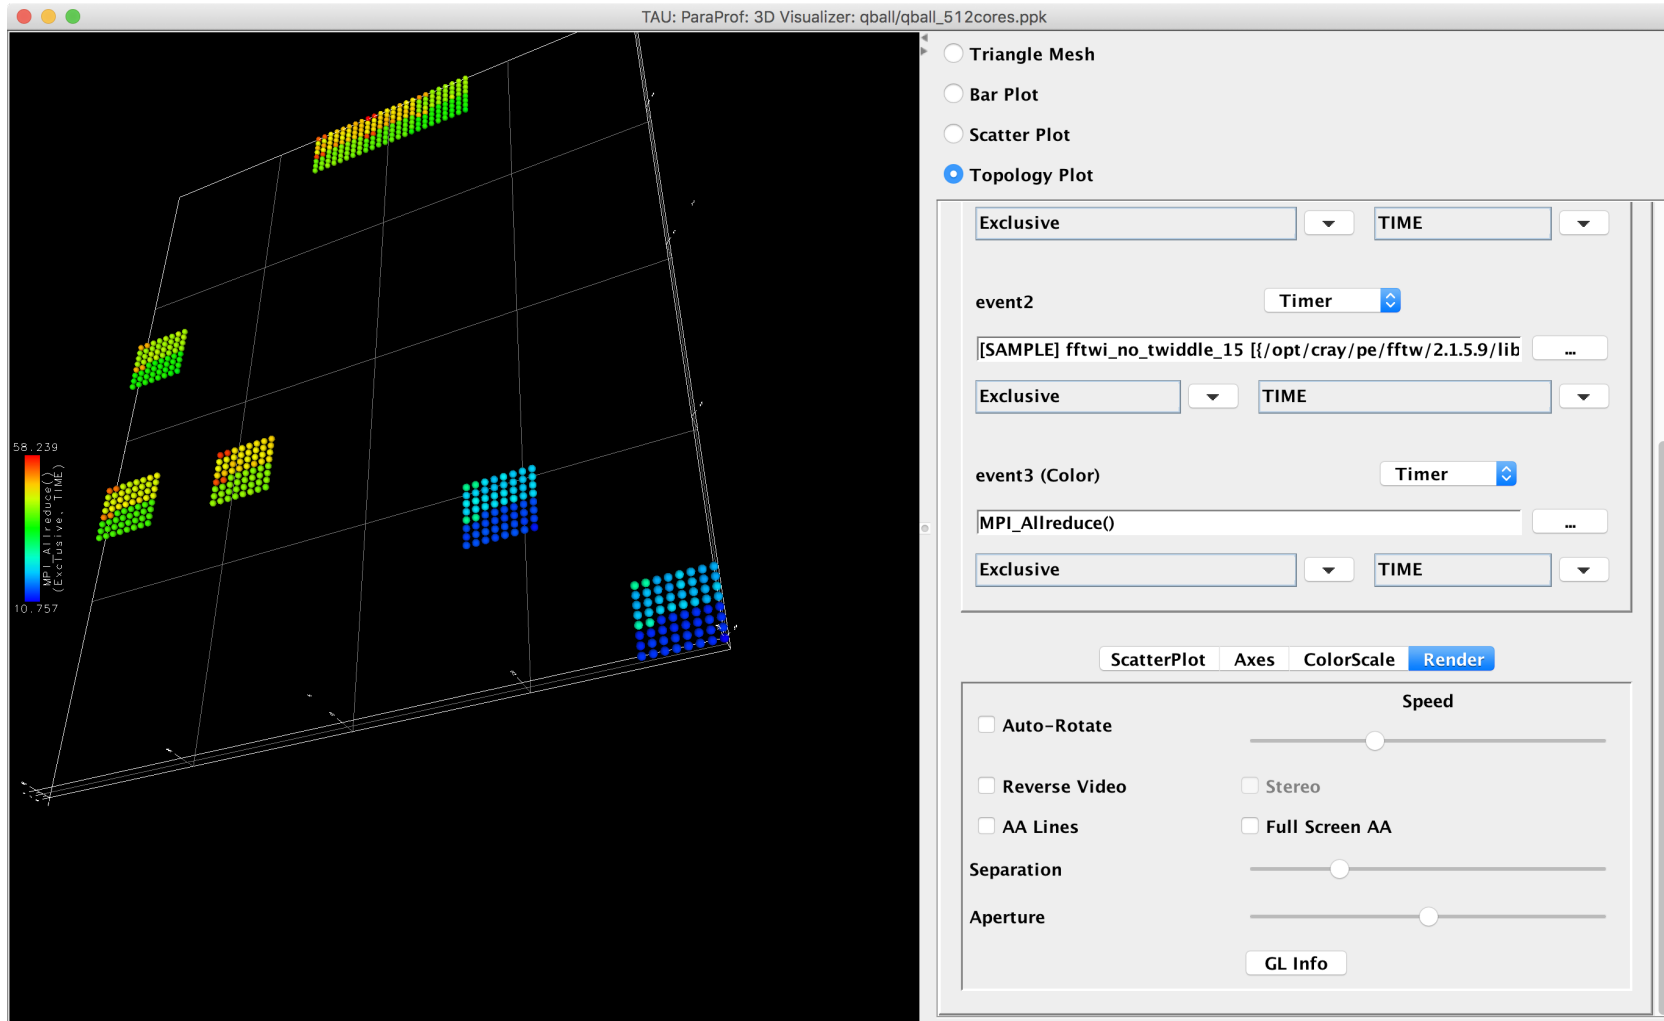 TAU: ParaProf: 3D Visualizer: qball/qball_512cores.ppk
Triangle Mesh
Bar Plot
Scatter Plot
Topology Plot
Exclusive
TIME
event2
Timer
[SAMPLE] fftwi_no_twiddle_15 [{/opt/cray/pe/fftw/2.1.5.9/lib
...
Exclusive
TIME
event3 (Color)
Timer
MPI_Allreduce()
...
Exclusive
TIME
58.239
MPI_Allreduce()
(Exclusive, TIME)
10.757
ScatterPlot
Axes
ColorScale
Render
Speed
Auto-Rotate
Reverse Video
Stereo
AA Lines
Full Screen AA
Separation
Aperture
GL Info